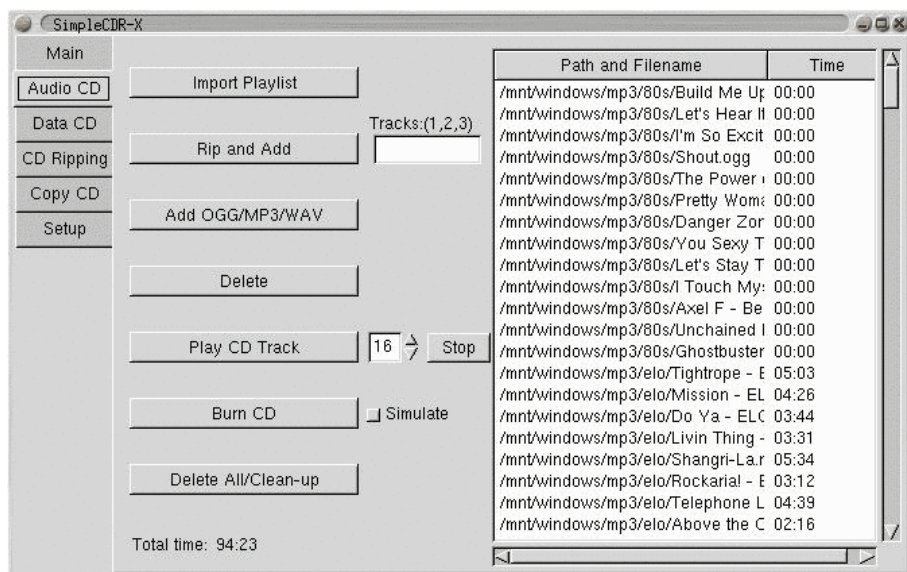 SimpleCDR-X
Main
Audio CD
Data CD
CD Ripping
Copy CD
Setup
Import Playlist
Rip and Add
Tracks:(1,2,3)
Add OGG/MP3/WAV
Delete
Play CD Track
16
Stop
Burn CD
Simulate
Delete All/Clean-up
Total time: 94:23
Path and Filename Time
/mnt/windows/mp3/80s/Build Me Up 00:00
/mnt/windows/mp3/80s/Let's Hear It 00:00
/mnt/windows/mp3/80s/I'm So Excit 00:00
/mnt/windows/mp3/80s/Shout.ogg 00:00
/mnt/windows/mp3/80s/The Power 00:00
/mnt/windows/mp3/80s/Pretty Woma 00:00
/mnt/windows/mp3/80s/Danger Zon 00:00
/mnt/windows/mp3/80s/You Sexy T 00:00
/mnt/windows/mp3/80s/Let's Stay T 00:00
/mnt/windows/mp3/80s/I Touch Mys 00:00
/mnt/windows/mp3/80s/Axel F - Be 00:00
/mnt/windows/mp3/80s/Unchained 00:00
/mnt/windows/mp3/80s/Ghostbuster 00:00
/mnt/windows/mp3/elo/Tightrope - E 05:03
/mnt/windows/mp3/elo/Mission - EL 04:26
/mnt/windows/mp3/elo/Do Ya - ELO 03:44
/mnt/windows/mp3/elo/Livin Thing - 03:31
/mnt/windows/mp3/elo/Shangri-La.r 05:34
/mnt/windows/mp3/elo/Rockaria! - E 03:12
/mnt/windows/mp3/elo/Telephone L 04:39
/mnt/windows/mp3/elo/Above the C 02:16